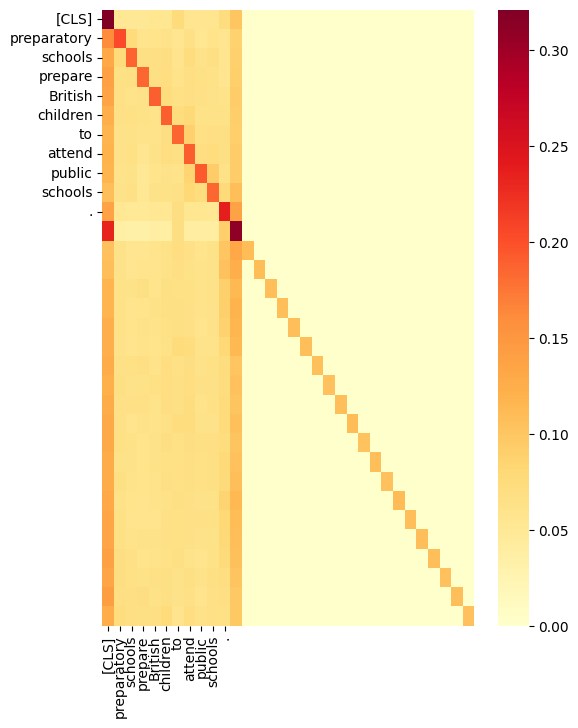 [CLS]
preparatory
schools
prepare
British
children
to
attend
public
schools
.
0.30
0.25
0.20
0.15
0.10
0.05
0.00
[CLS]
preparatory
schools
prepare
British
children
to
attend
public
schools
.